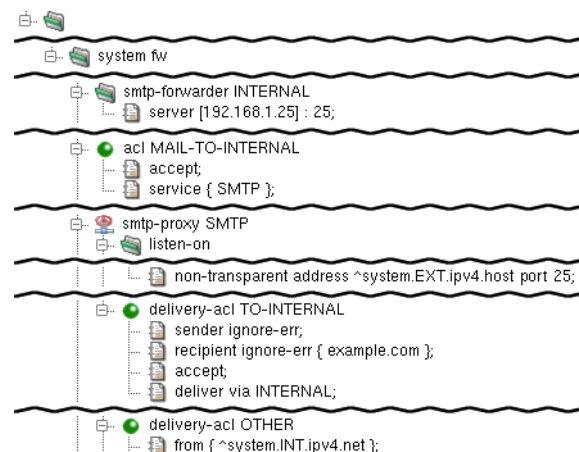 system fw
smtp-forwarder INTERNAL
server [192.168.1.25] : 25;
acl MAIL-TO-INTERNAL
accept;
service { SMTP };
smtp-proxy SMTP
listen-on
non-transparent address ^system.EXT.ipv4.host port 25;
delivery-acl TO-INTERNAL
sender ignore-err;
recipient ignore-err { example.com };
accept;
deliver via INTERNAL;
delivery-acl OTHER
from { ^system.INT.ipv4.net };